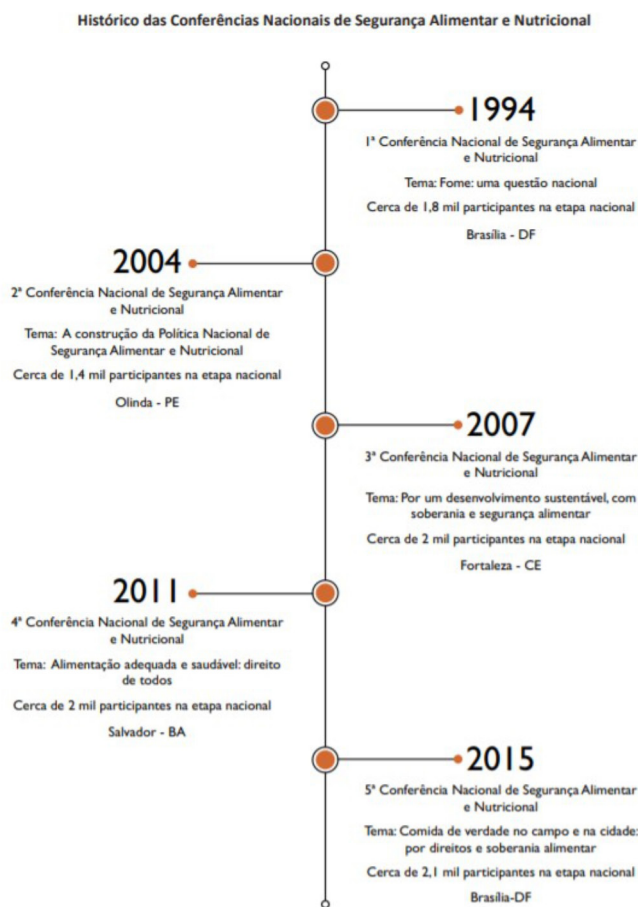 Histórico das Conferências Nacionais de Segurança Alimentar e Nutricional
1994
1ª Conferência Nacional de Segurança Alimentar
e Nutricional
Tema: Fome: uma questão nacional
Cerca de 1,8 mil participantes na etapa nacional
Brasília - DF
2004
2ª Conferência Nacional de Segurança Alimentar
e Nutricional
Tema: A construção da Política Nacional de
Segurança Alimentar e Nutricional
Cerca de 1,4 mil participantes na etapa nacional
Olinda - PE
2007
3ª Conferência Nacional de Segurança Alimentar
e Nutricional
Tema: Por um desenvolvimento sustentável, com
soberania e segurança alimentar
Cerca de 2 mil participantes na etapa nacional
Fortaleza - CE
2011
4ª Conferência Nacional de Segurança Alimentar
e Nutricional
Tema: Alimentação adequada e saudável: direito
de todos
Cerca de 2 mil participantes na etapa nacional
Salvador - BA
2015
5ª Conferência Nacional de Segurança Alimentar
e Nutricional
Tema: Comida de verdade no campo e na cidade:
por direitos e soberania alimentar
Cerca de 2,1 mil participantes na etapa nacional
Brasília-DF